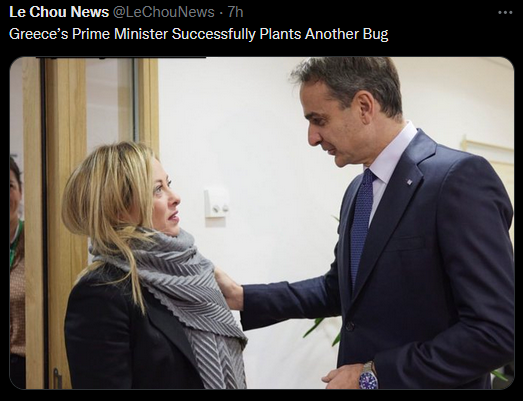 Le Chou News @LeChouNews · 7h
Greece's Prime Minister Successfully Plants Another Bug